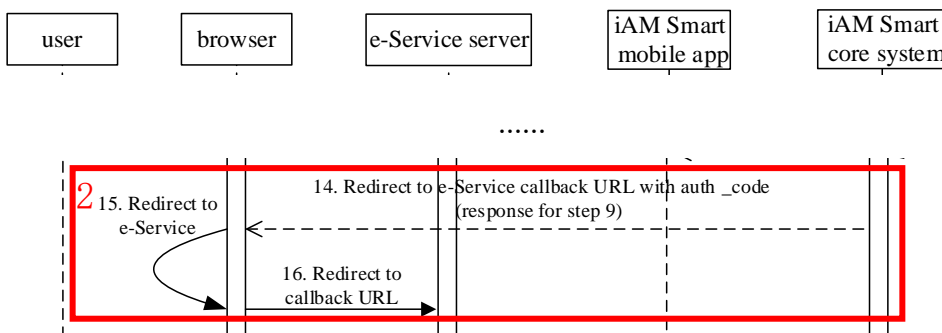 user
browser
e-Service server
iAM Smart
mobile app
iAM Smart
core system
......
2
14. Redirect to e-Service callback URL with auth _code
(response for step 9)
15. Redirect to
e-Service
16. Redirect to
callback URL